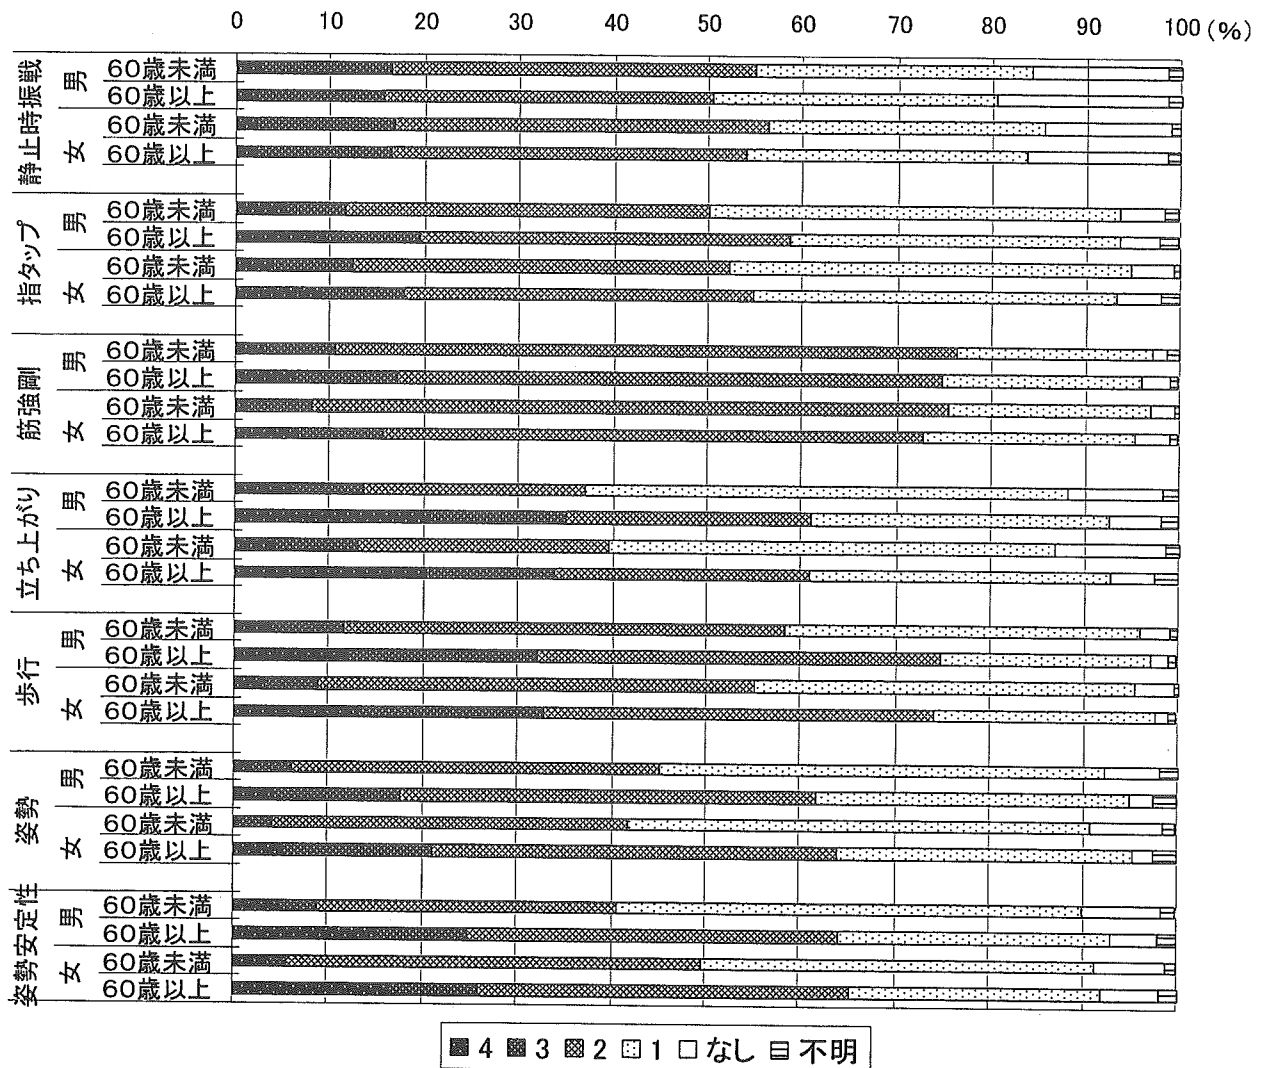 0 10 20 30 40 50 60 70 80 90 100 (%)
静止時振戦
男
60歳未満
60歳以上
女
60歳未満
60歳以上
指タップ
男
60歳未満
60歳以上
女
60歳未満
60歳以上
筋強剛
男
60歳未満
60歳以上
女
60歳未満
60歳以上
立ち上がり
男
60歳未満
60歳以上
女
60歳未満
60歳以上
歩行
男
60歳未満
60歳以上
女
60歳未満
60歳以上
姿勢
男
60歳未満
60歳以上
女
60歳未満
60歳以上
姿勢安定性
男
60歳未満
60歳以上
女
60歳未満
60歳以上
4 3 2 1 なし 不明